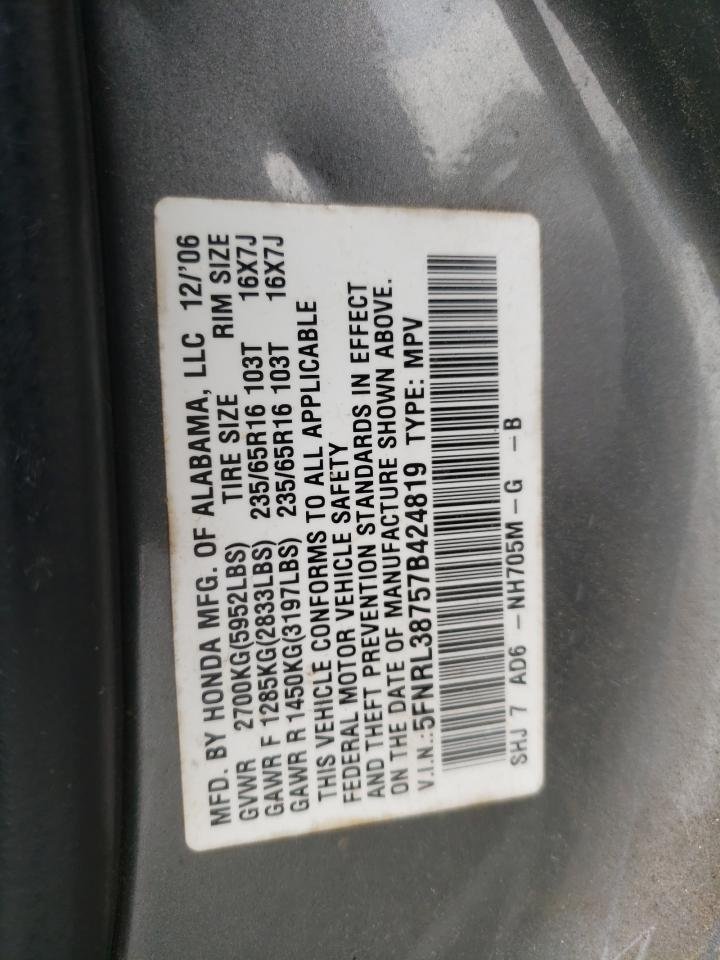 MFD. BY HONDA MFG. OF ALABAMA, LLC 12/'06
GVWR 2700KG(5952LBS) TIRE SIZE RIM SIZE
GAWR F 1285KG(2833LBS) 235/65R16 103T 16X7J
GAWR R 1450KG(3197LBS) 235/65R16 103T 16X7J
THIS VEHICLE CONFORMS TO ALL APPLICABLE
FEDERAL MOTOR VEHICLE SAFETY
AND THEFT PREVENTION STANDARDS IN EFFECT
ON THE DATE OF MANUFACTURE SHOWN ABOVE.
V.I.N.:5FNRL38757B424819 TYPE: MPV
SHJ 7 AD6 -NH705M-G -B